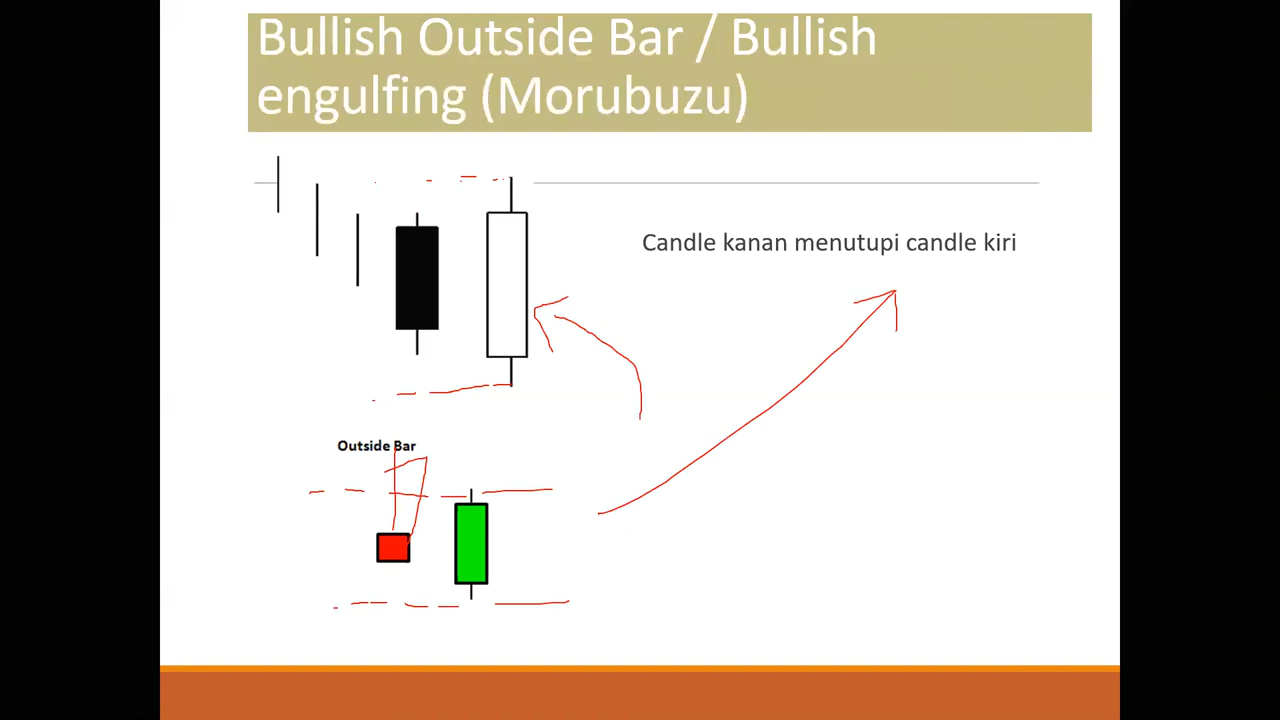 Bullish Outside Bar / Bullish
engulfing (Morubuzu)
Candle kanan menutupi candle kiri
Outside Bar